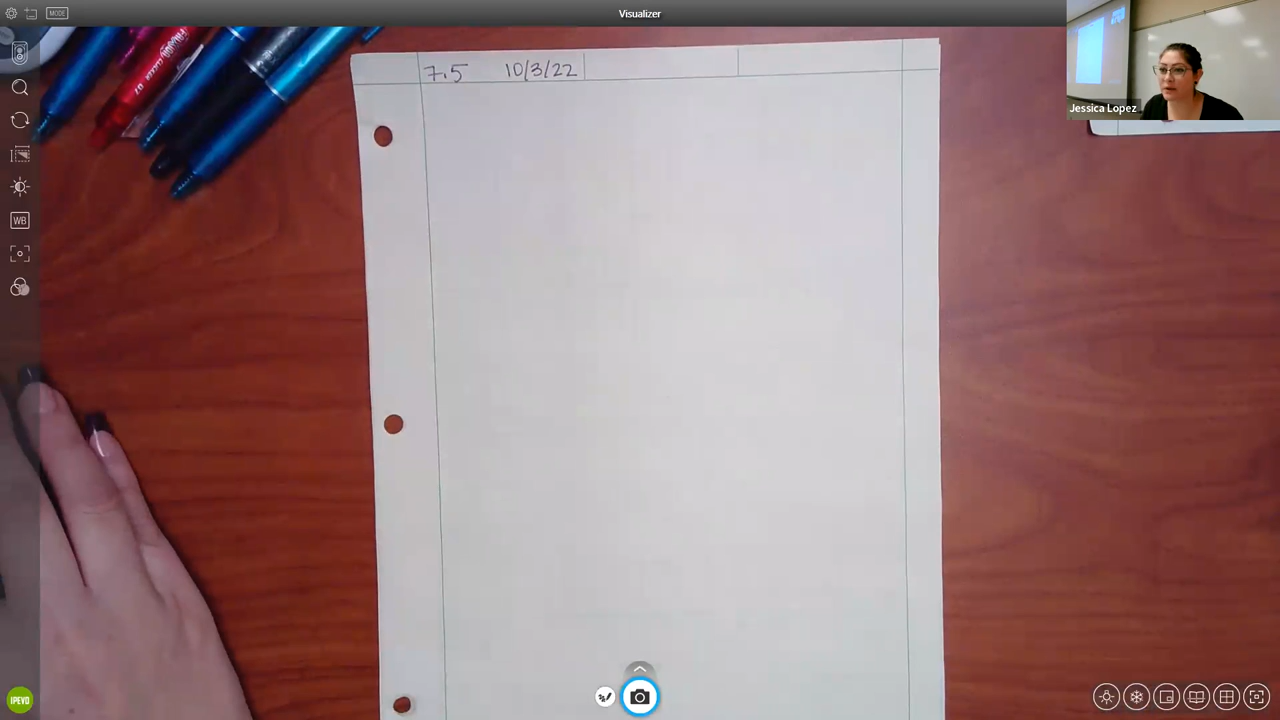 MODE
Visualizer
7.5 10/3/22
Jessica Lopez
WB
IPEVO